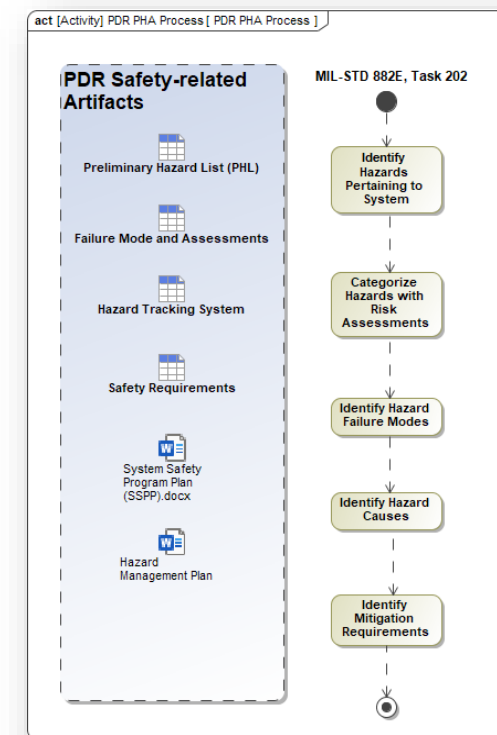 act [Activity] PDR PHA Process [ PDR PHA Process ]
PDR Safety-related
Artifacts
Preliminary Hazard List (PHL)
Failure Mode and Assessments
Hazard Tracking System
Safety Requirements
W
System Safety
Program Plan
(SSPP).docx
W
Hazard
Management Plan
MIL-STD 882E, Task 202
Identify
Hazards
Pertaining to
System
Categorize
Hazards with
Risk
Assessments
Identify Hazard
Failure Modes
Identify Hazard
Causes
Identify
Mitigation
Requirements